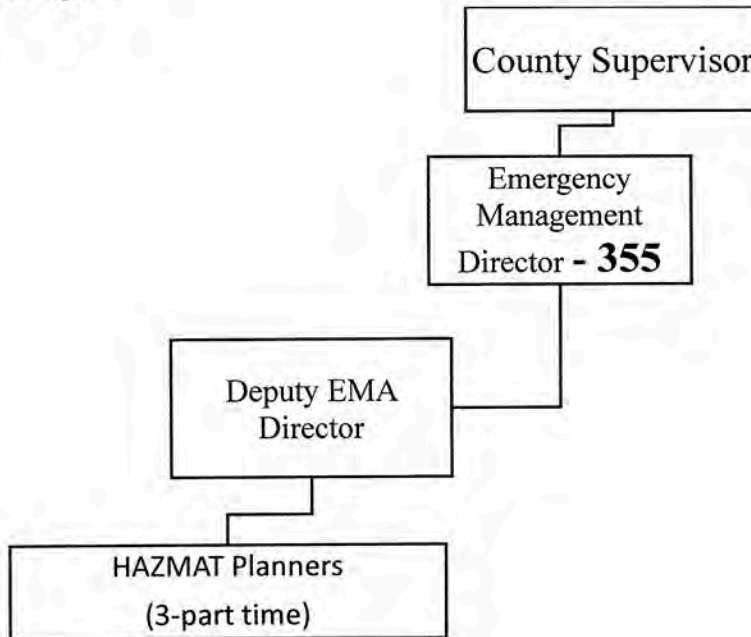 County Supervisor
Emergency
Management
Director - 355
Deputy EMA
Director
HAZMAT Planners
(3-part time)